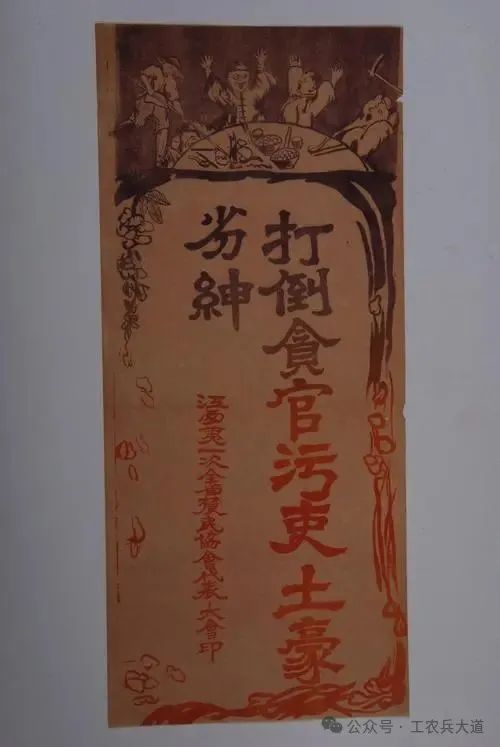 打倒貪官污吏土豪
劣紳
江西第一次全省農民協會代表大會印
公众号 · 工农兵大道